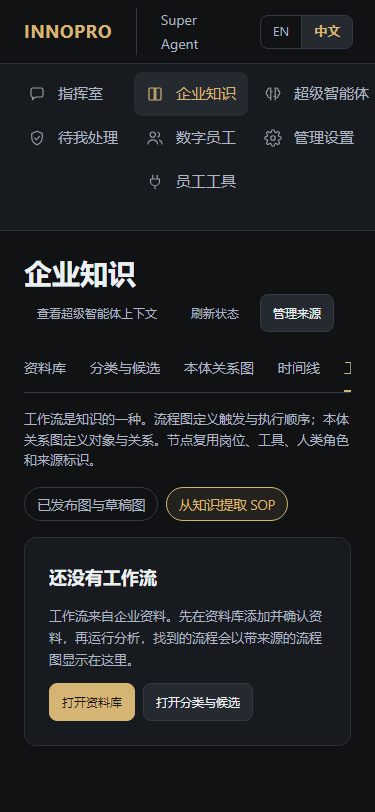 INNOPRO
Super
Agent
EN
中文
指挥室
企业知识
超级智能体
待我处理
数字员工
管理设置
员工工具
企业知识
查看超级智能体上下文
刷新状态
管理来源
资料库
分类与候选
本体关系图
时间线
工作流是知识的一种。流程图定义触发与执行顺序；本体
关系图定义对象与关系。节点复用岗位、工具、人类角色
和来源标识。
已发布图与草稿图
从知识提取 SOP
还没有工作流
工作流来自企业资料。先在资料库添加并确认资
料，再运行分析，找到的流程会以带来源的流程
图显示在这里。
打开资料库
打开分类与候选